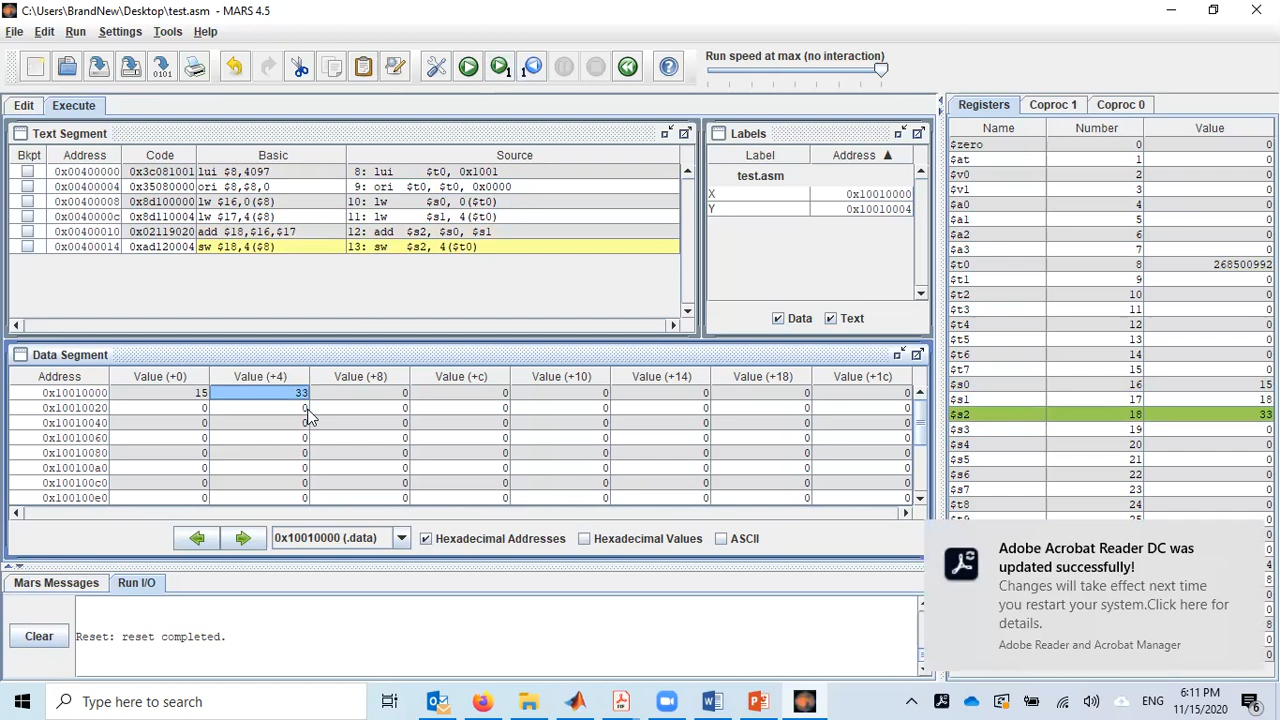 C:\Users\BrandNew\Desktop\test.asm - MARS 4.5
File Edit Run Settings Tools Help
Run speed at max (no interaction)
Edit Execute
Text Segment
Bkpt Address Code Basic Source
0x00400000 0x3c081001 lui $8,4097 8: lui $t0, 0x1001
0x00400004 0x35080000 ori $8,$8,0 9: ori $t0, $t0, 0x0000
0x00400008 0x8d100000 lw $16,0($8) 10: lw $s0, 0($t0)
0x0040000c 0x8d110004 lw $17,4($8) 11: lw $s1, 4($t0)
0x00400010 0x02119020 add $18,$16,$17 12: add $s2, $s0, $s1
0x00400014 0xad120004 sw $18,4($8) 13: sw $s2, 4($t0)
Labels
Label Address ▲
test.asm
X 0x10010000
Y 0x10010004
Data Text
Data Segment
Address Value (+0) Value (+4) Value (+8) Value (+c) Value (+10) Value (+14) Value (+18) Value (+1c)
0x10010000 15 33 0 0 0 0 0 0
0x10010020 0 0 0 0 0 0 0 0
0x10010040 0 0 0 0 0 0 0 0
0x10010060 0 0 0 0 0 0 0 0
0x10010080 0 0 0 0 0 0 0 0
0x100100a0 0 0 0 0 0 0 0 0
0x100100c0 0 0 0 0 0 0 0 0
0x100100e0 0 0 0 0 0 0 0 0
0x10010000 (.data) Hexadecimal Addresses Hexadecimal Values ASCII
Mars Messages Run I/O
Clear
Reset: reset completed.
Registers Coproc 1 Coproc 0
Name Number Value
$zero 0 0
$at 1 0
$v0 2 0
$v1 3 0
$a0 4 0
$a1 5 0
$a2 6 0
$a3 7 0
$t0 8 268500992
$t1 9 0
$t2 10 0
$t3 11 0
$t4 12 0
$t5 13 0
$t6 14 0
$t7 15 0
$s0 16 15
$s1 17 18
$s2 18 33
$s3 19 0
$s4 20 0
$s5 21 0
$s6 22 0
$s7 23 0
$t8 24 0
$t9 25 0
Adobe Acrobat Reader DC was
updated successfully!
Changes will take effect next time
you restart your system.Click here for
details.
Adobe Reader and Acrobat Manager
Type here to search
ENG
6:11 PM
11/15/2020
6